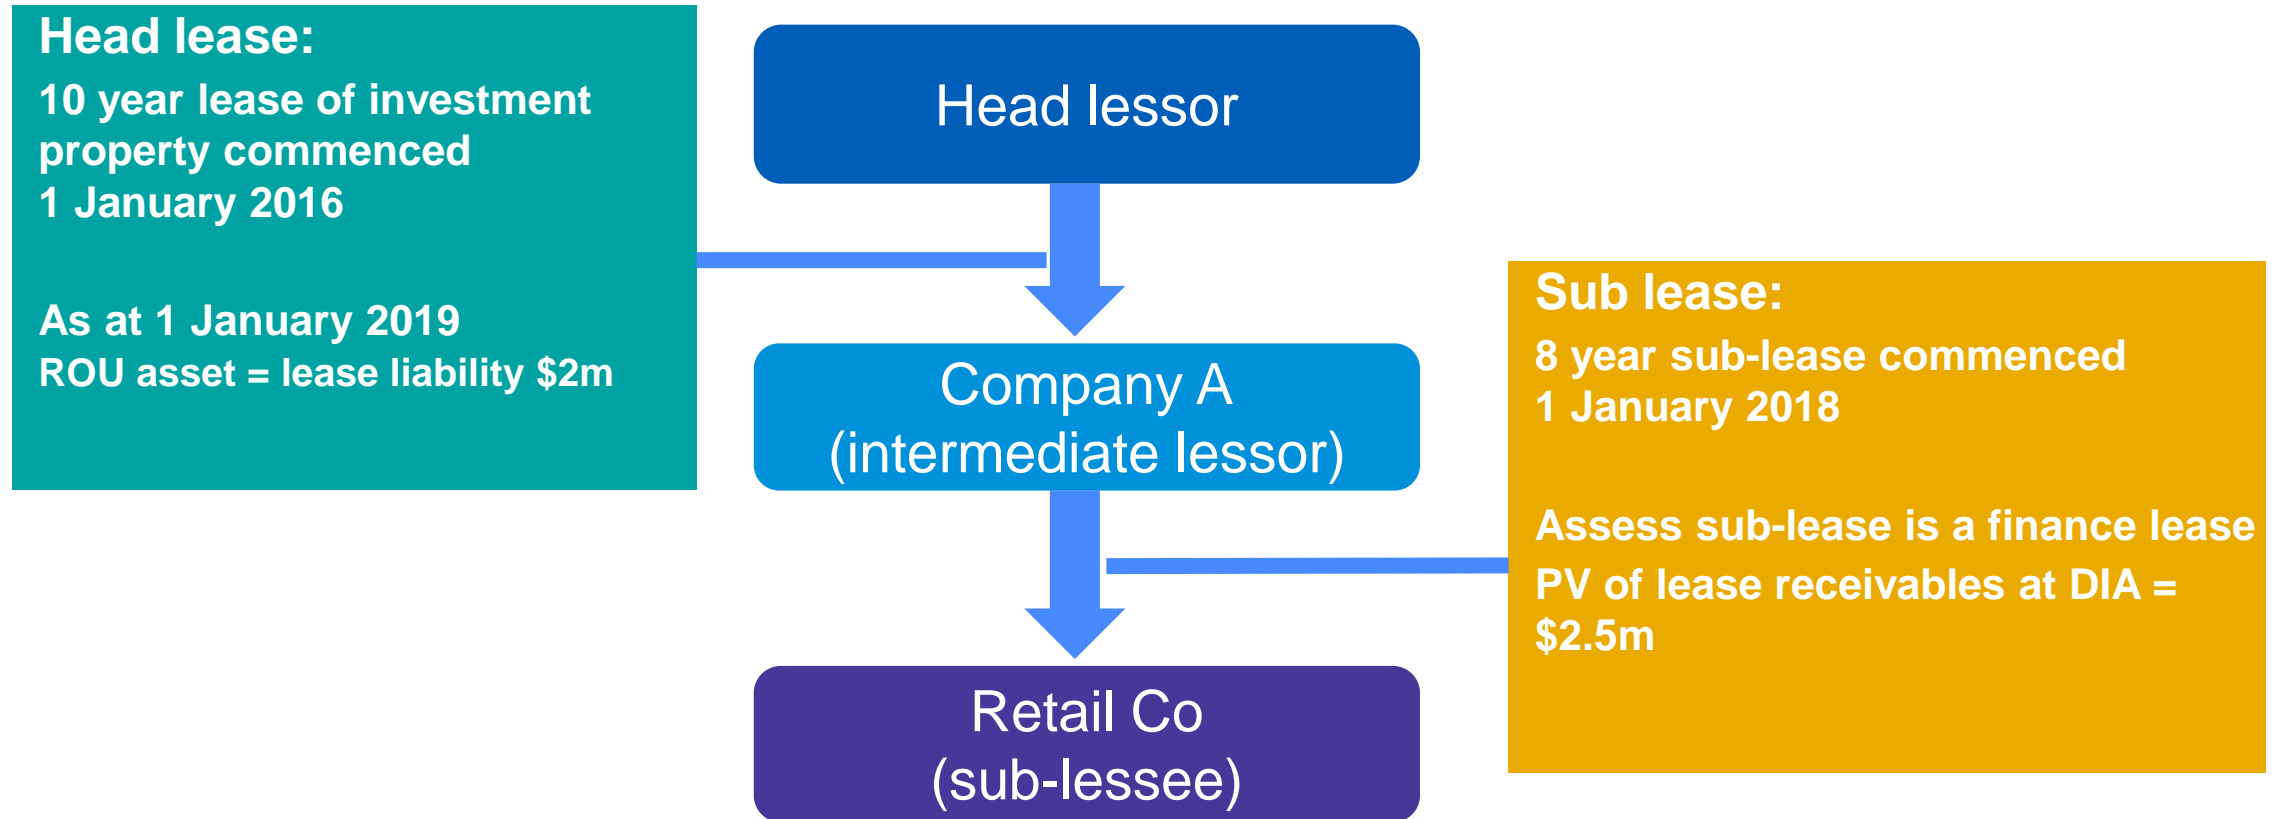 Head lease:
10 year lease of investment
property commenced
1 January 2016
As at 1 January 2019
ROU asset = lease liability $2m
Head lessor
Company A
(intermediate lessor)
Sub lease:
8 year sub-lease commenced
1 January 2018
Assess sub-lease is a finance lease
PV of lease receivables at DIA =
$2.5m
Retail Co
(sub-lessee)